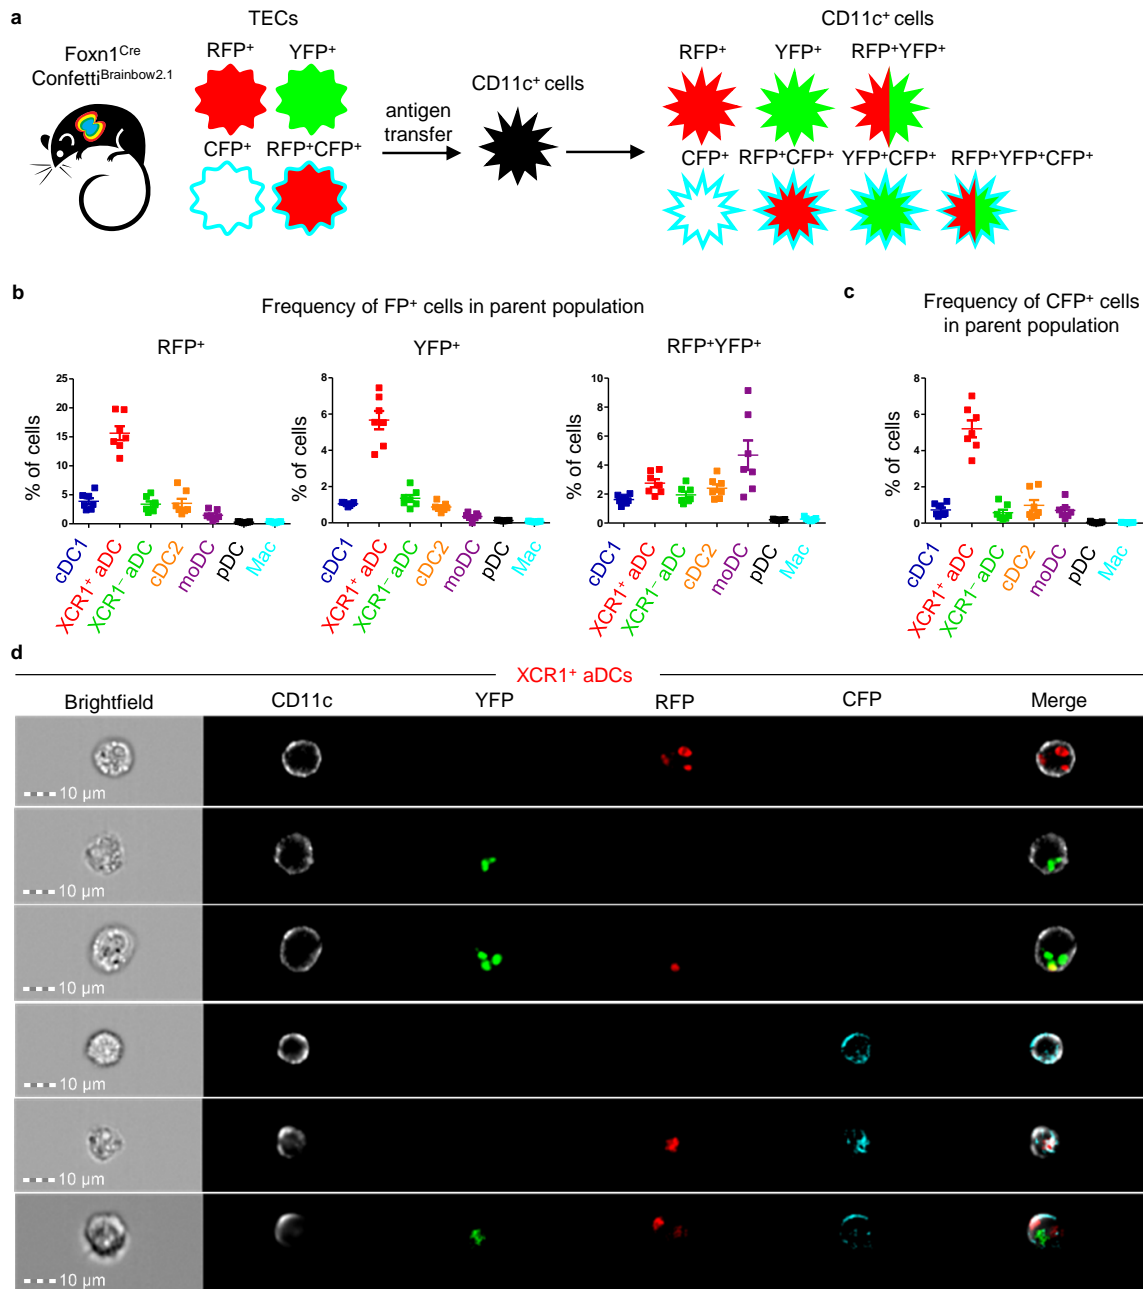 a
TECs
CD11c⁺ cells
Foxn1ᶜʳᵉ
Confettiᴮʳᵃⁱⁿᵇᵒʷ²·¹
RFP⁺ YFP⁺
CFP⁺ RFP⁺CFP⁺
antigen
transfer
CD11c⁺ cells
RFP⁺ YFP⁺ RFP⁺YFP⁺
CFP⁺ RFP⁺CFP⁺ YFP⁺CFP⁺ RFP⁺YFP⁺CFP⁺
b
Frequency of FP⁺ cells in parent population
RFP⁺
% of cells
25
20
15
10
5
0
cDC1
XCR1⁺ aDC
XCR1⁻ aDC
cDC2
moDC
pDC
Mac
YFP⁺
% of cells
8
6
4
2
0
cDC1
XCR1⁺ aDC
XCR1⁻ aDC
cDC2
moDC
pDC
Mac
RFP⁺YFP⁺
% of cells
10
8
6
4
2
0
cDC1
XCR1⁺ aDC
XCR1⁻ aDC
cDC2
moDC
pDC
Mac
c
Frequency of CFP⁺ cells
in parent population
% of cells
8
6
4
2
0
cDC1
XCR1⁺ aDC
XCR1⁻ aDC
cDC2
moDC
pDC
Mac
d
XCR1⁺ aDCs
Brightfield CD11c YFP RFP CFP Merge
10 µm
10 µm
10 µm
10 µm
10 µm
10 µm